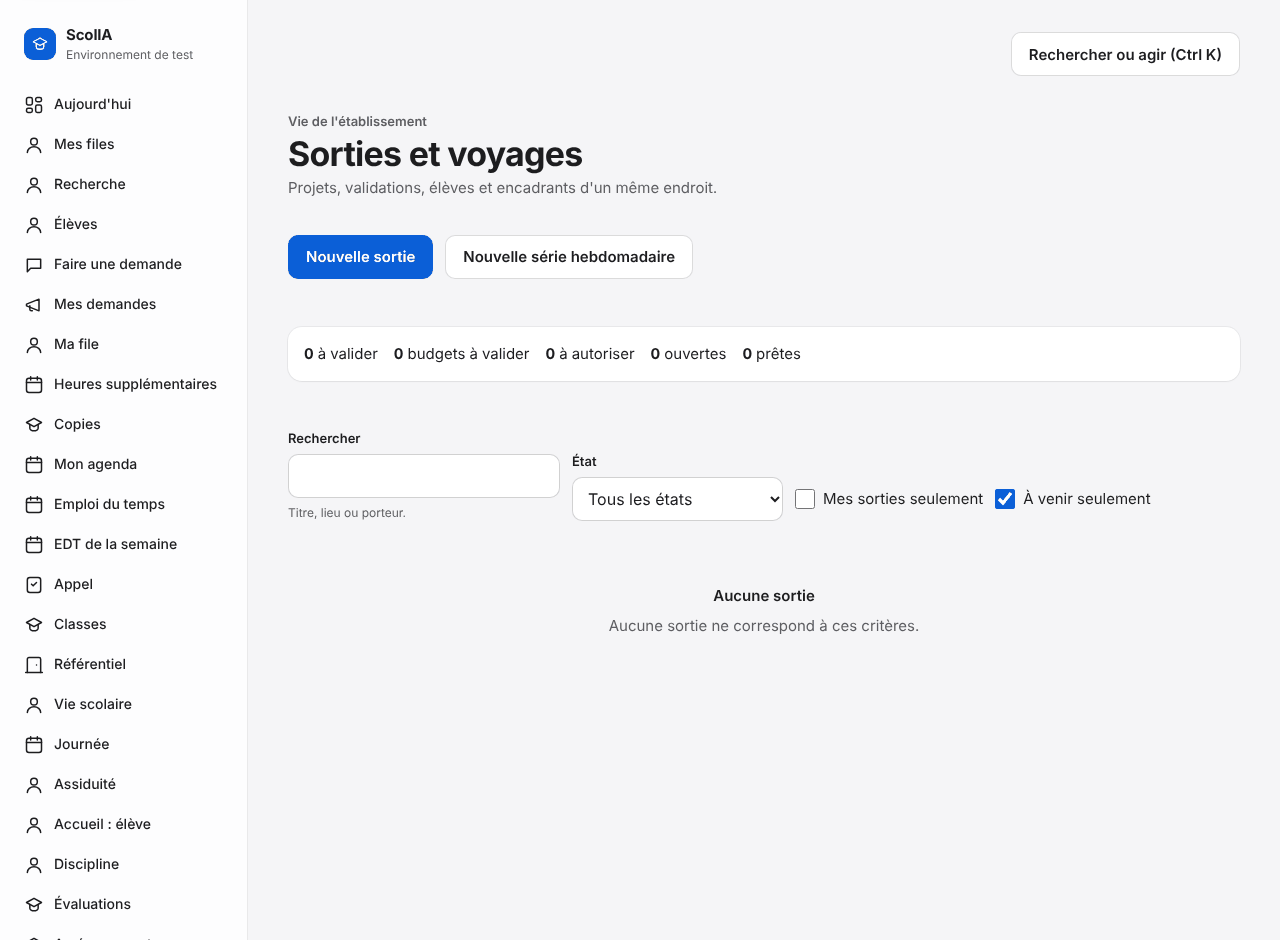 ScolIA
Environnement de test
Aujourd'hui
Mes files
Recherche
Élèves
Faire une demande
Mes demandes
Ma file
Heures supplémentaires
Copies
Mon agenda
Emploi du temps
EDT de la semaine
Appel
Classes
Référentiel
Vie scolaire
Journée
Assiduité
Accueil : élève
Discipline
Évaluations
Rechercher ou agir (Ctrl K)
Vie de l'établissement
Sorties et voyages
Projets, validations, élèves et encadrants d'un même endroit.
Nouvelle sortie
Nouvelle série hebdomadaire
0 à valider 0 budgets à valider 0 à autoriser 0 ouvertes 0 prêtes
Rechercher
Titre, lieu ou porteur.
État
Tous les états
Mes sorties seulement
À venir seulement
Aucune sortie
Aucune sortie ne correspond à ces critères.